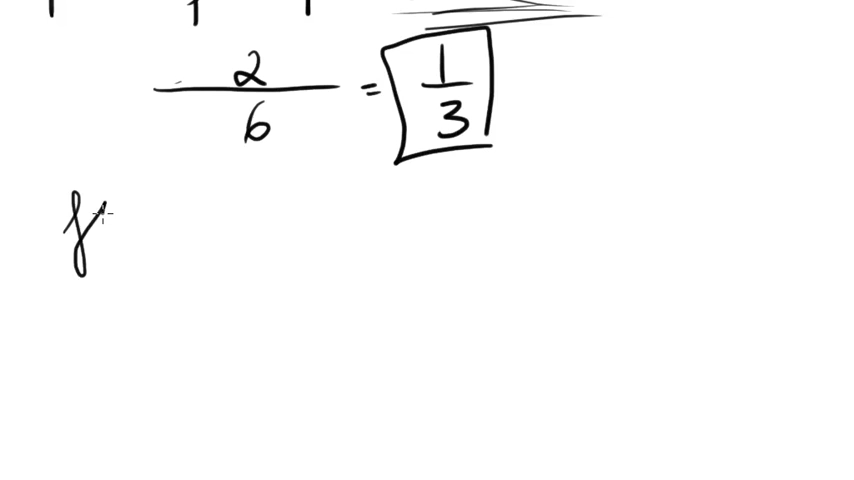 2/6 = 1/3
f